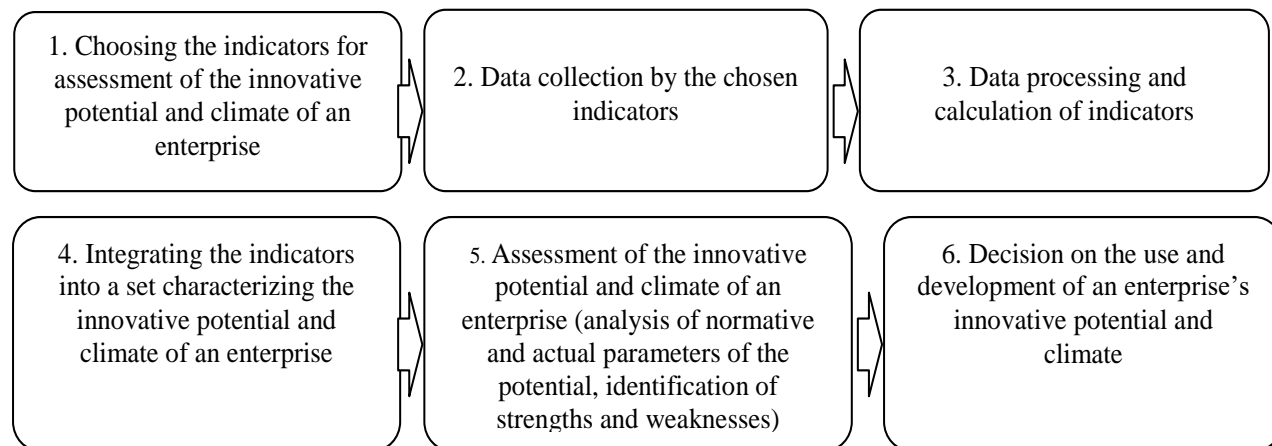 1. Choosing the indicators for
assessment of the innovative
potential and climate of an
enterprise
2. Data collection by the chosen
indicators
3. Data processing and
calculation of indicators
4. Integrating the indicators
into a set characterizing the
innovative potential and
climate of an enterprise
5. Assessment of the innovative
potential and climate of an
enterprise (analysis of normative
and actual parameters of the
potential, identification of
strengths and weaknesses)
6. Decision on the use and
development of an enterprise’s
innovative potential and
climate